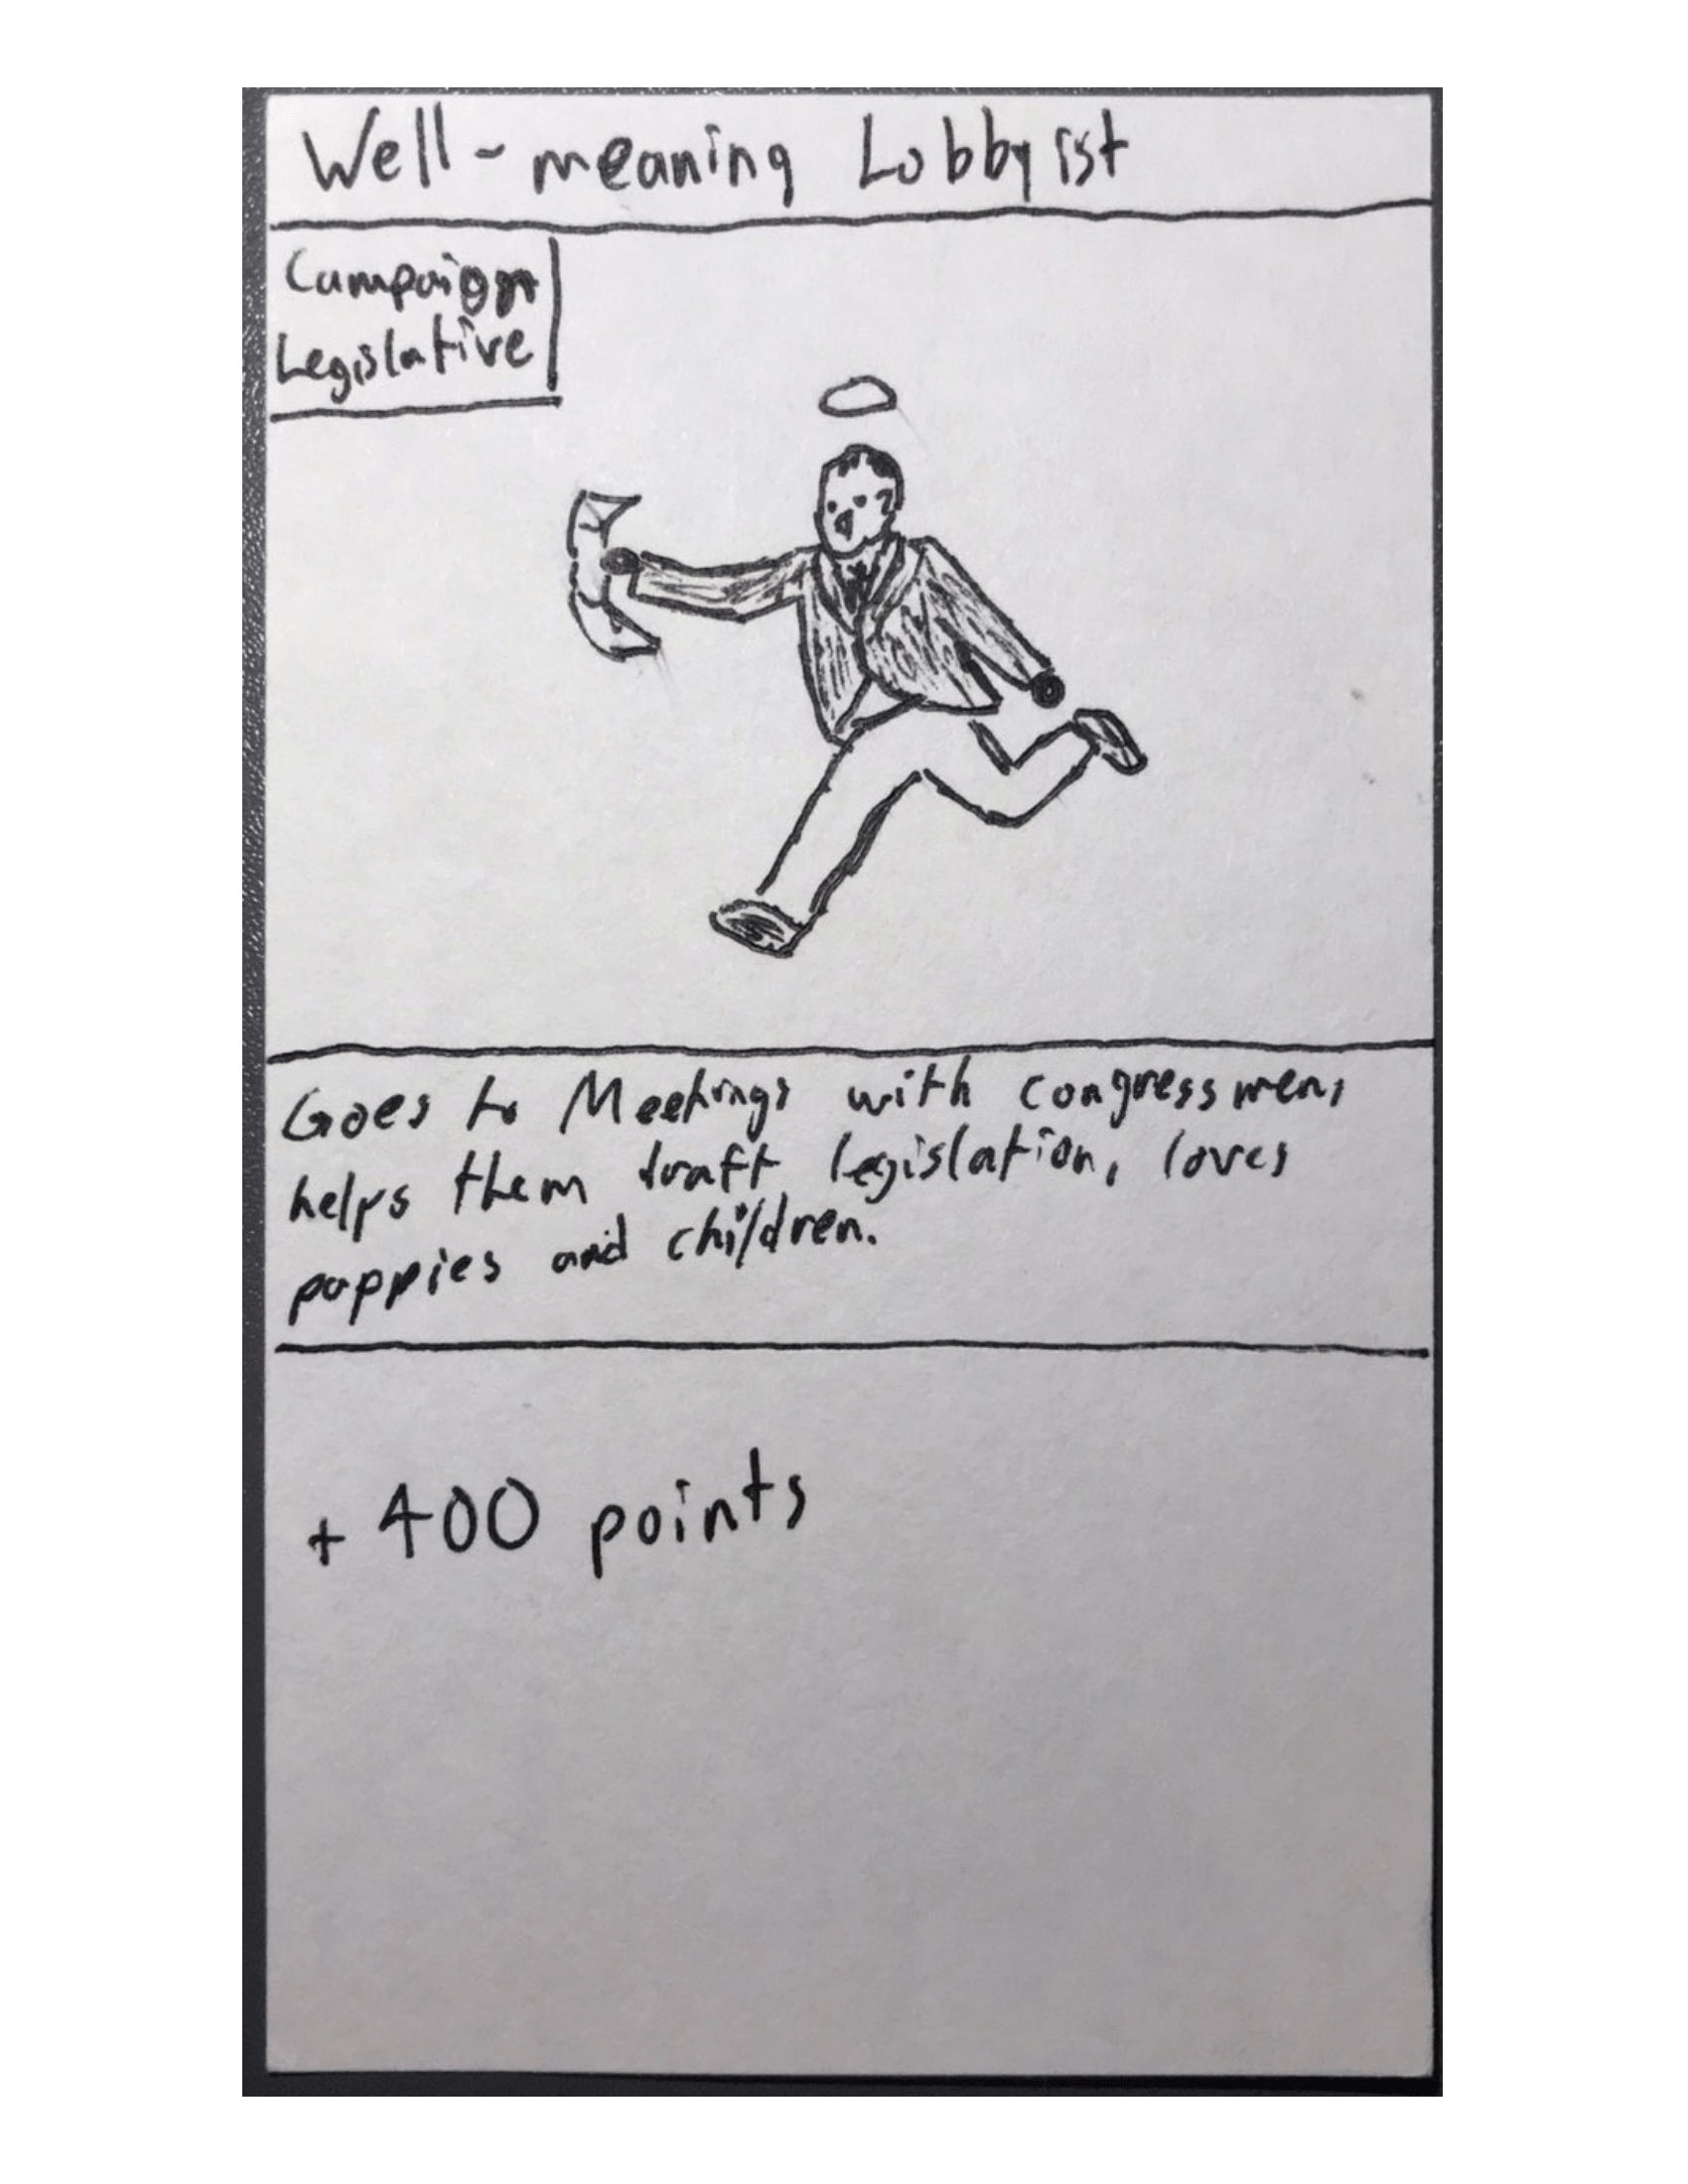 Well-meaning Lobbyist
Campaign
Legislative
Goes to Meetings with congressmen,
helps them draft legislation, loves
puppies and children.
+ 400 points